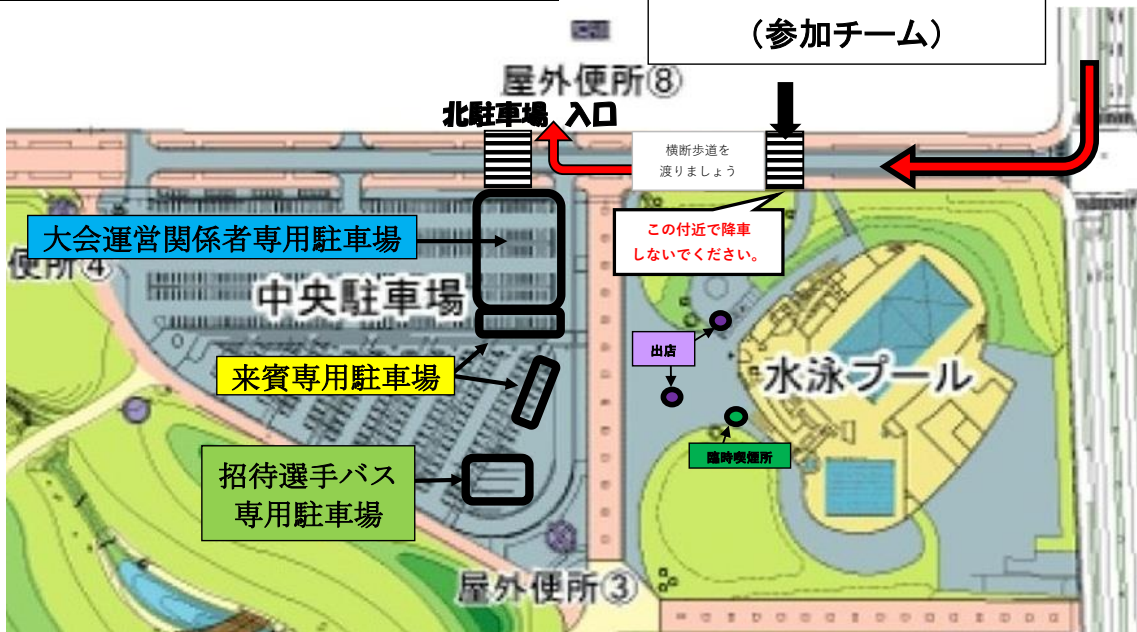 (参加チーム)
屋外便所⑧
北駐車場 入口
横断歩道を
渡りましょう
この付近で降車
しないでください。
大会運営関係者専用駐車場
便所④
中央駐車場
出店
来賓専用駐車場
水泳プール
臨時喫煙所
招待選手バス
専用駐車場
屋外便所③